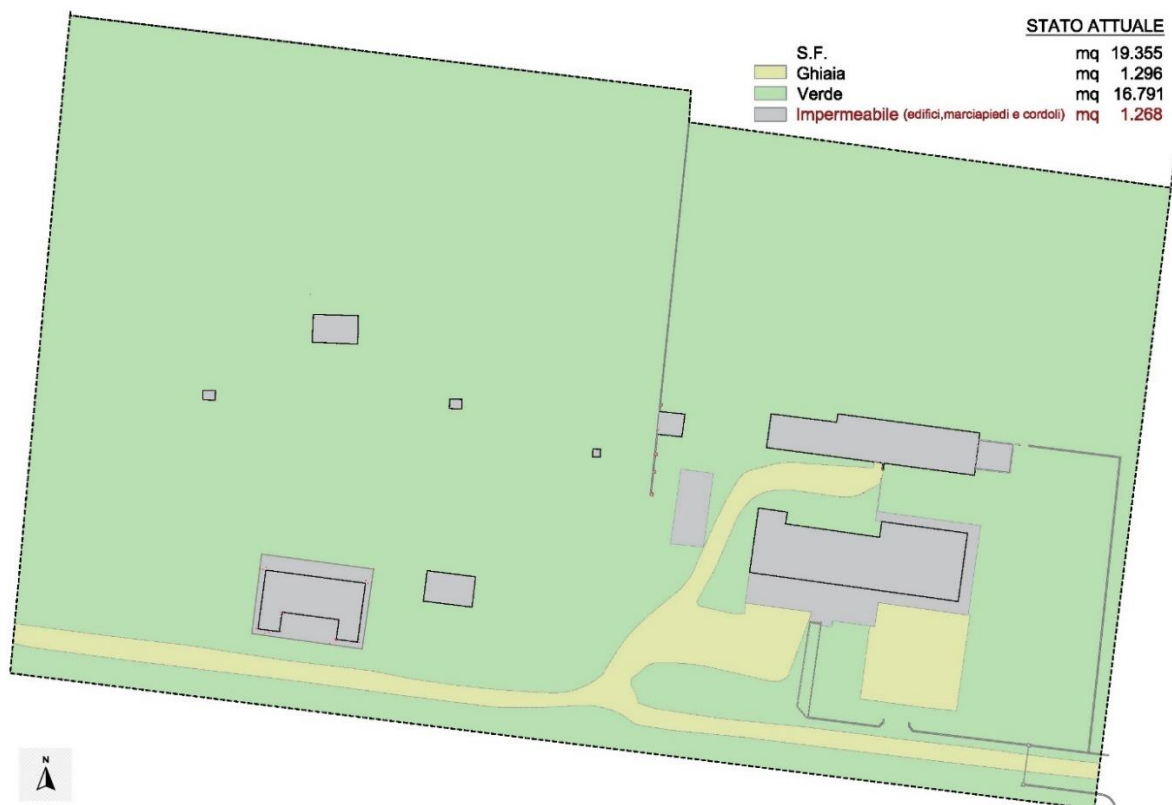 STATO ATTUALE
S.F. mq 19.355
Ghiaia mq 1.296
Verde mq 16.791
Impermeabile (edifici,marciapiedi e cordoli) mq 1.268
N